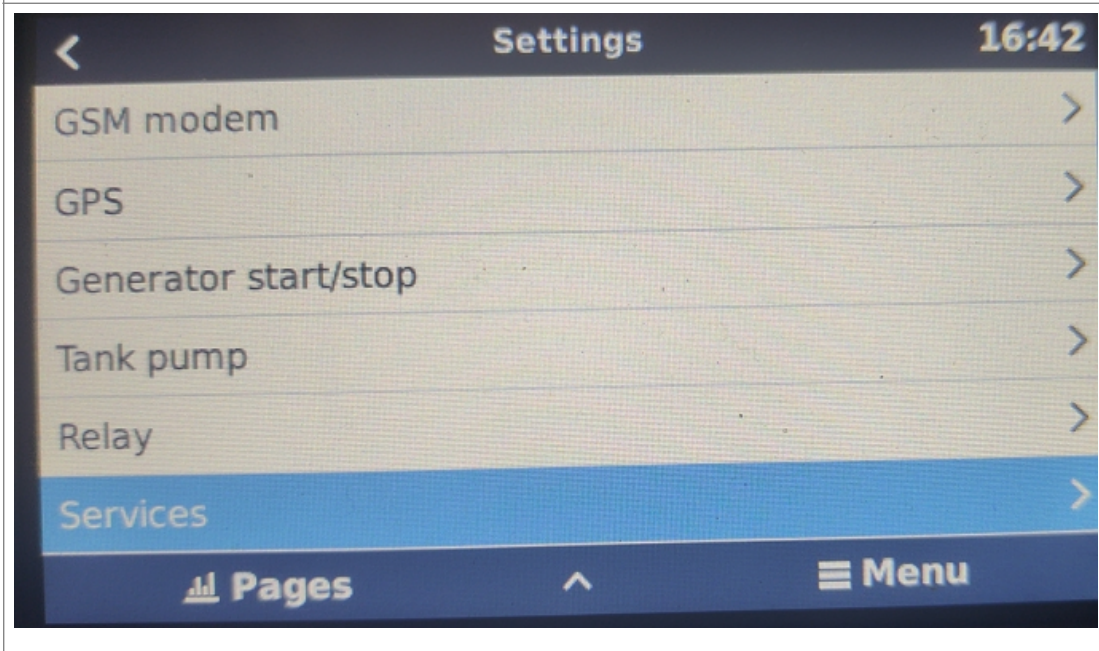 Settings
16:42
GSM modem
GPS
Generator start/stop
Tank pump
Relay
Services
Pages
Menu